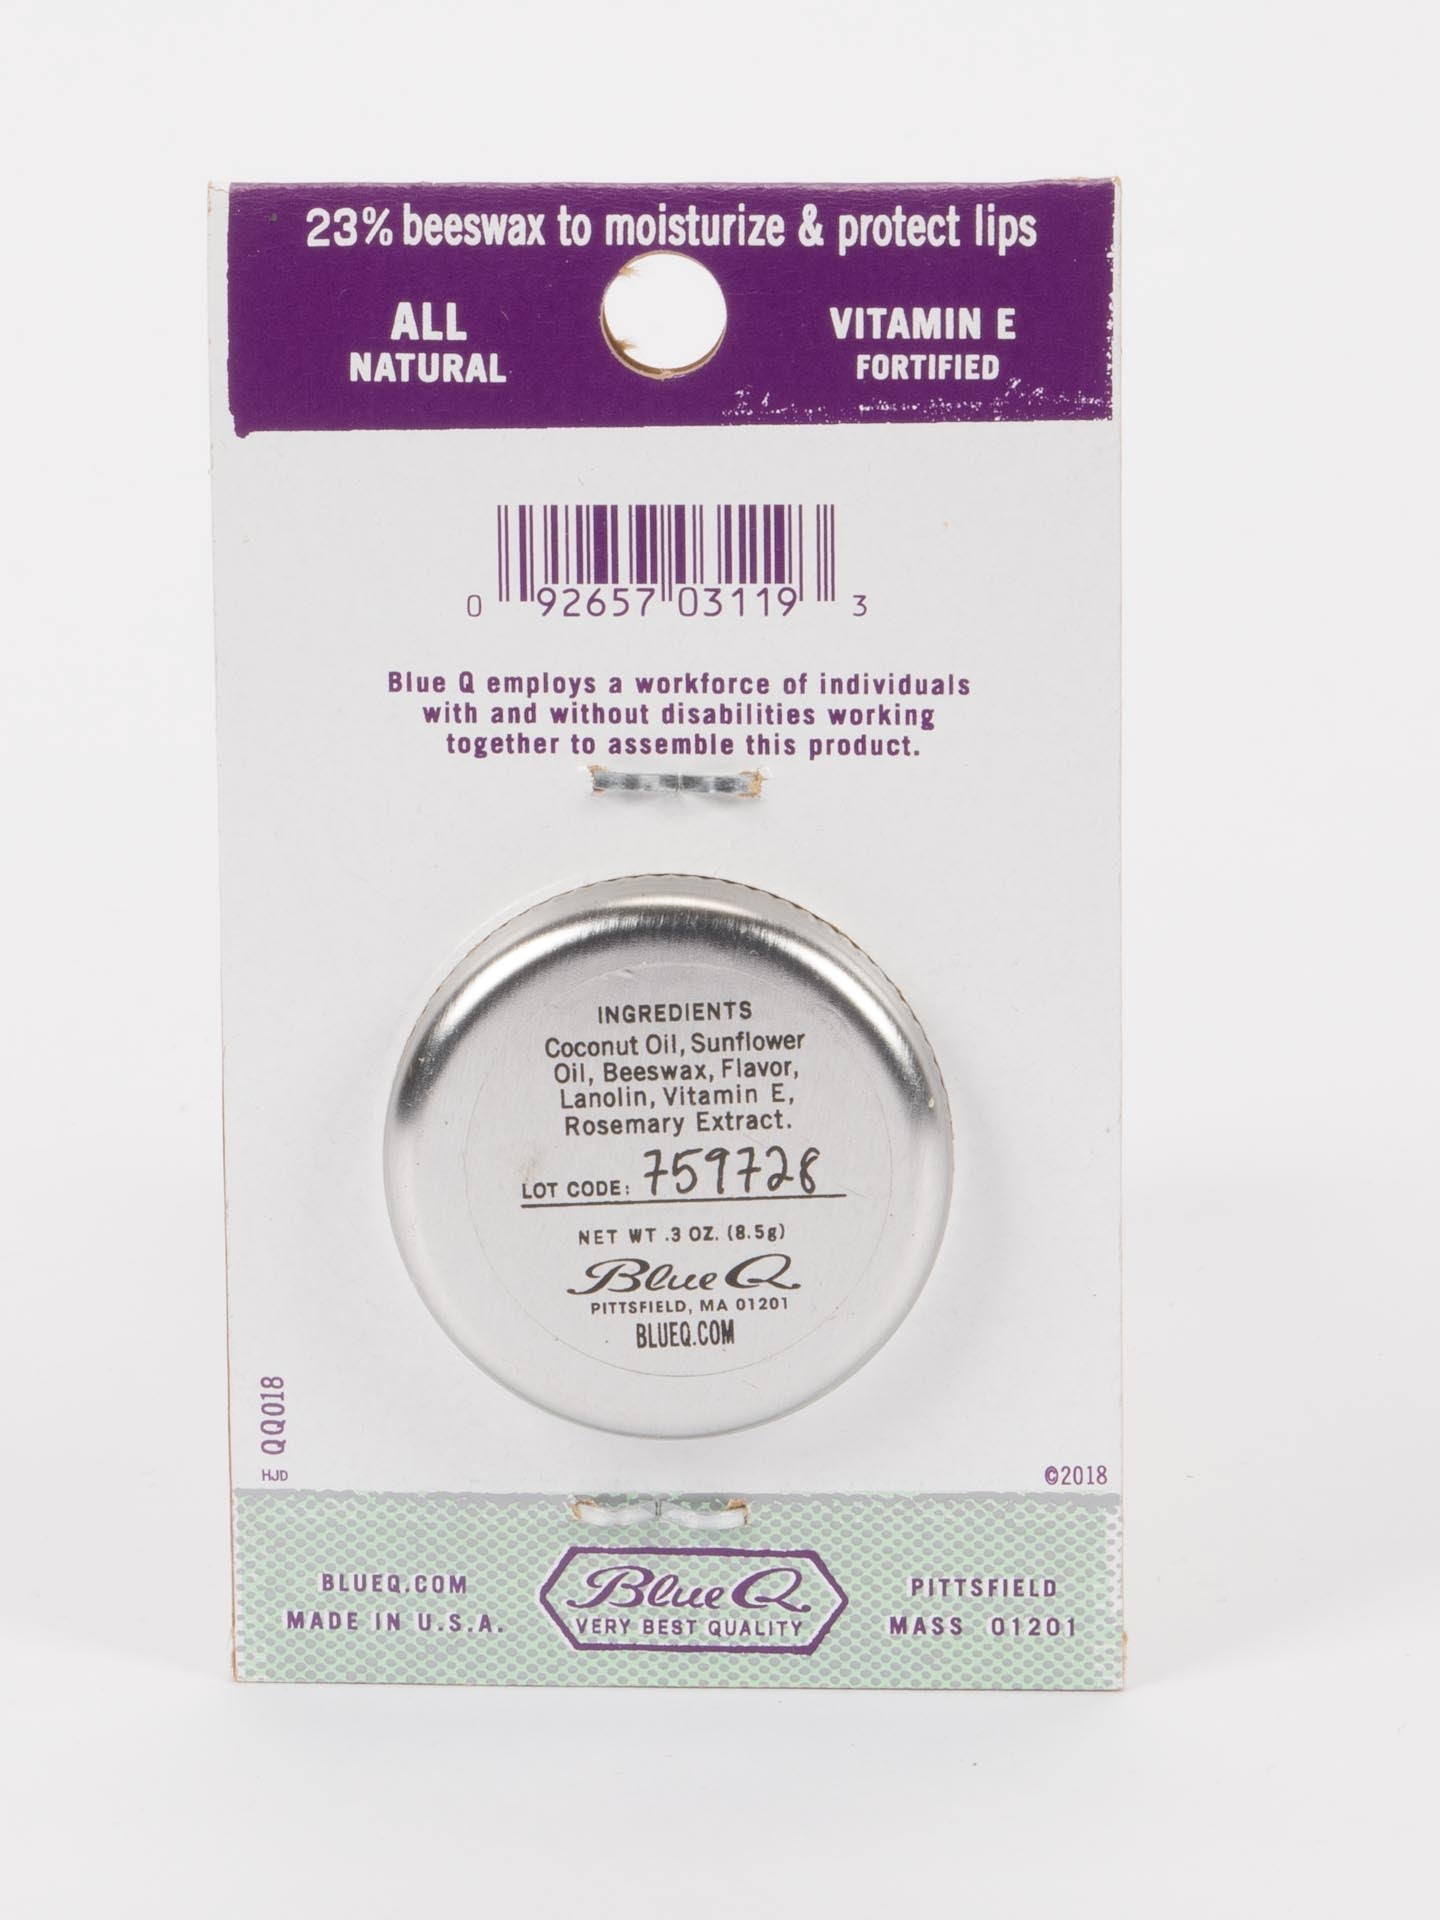 23% beeswax to moisturize & protect lips
ALL
NATURAL
VITAMIN E
FORTIFIED
0 92657 03119 3
Blue Q employs a workforce of individuals
with and without disabilities working
together to assemble this product.
INGREDIENTS
Coconut Oil, Sunflower
Oil, Beeswax, Flavor,
Lanolin, Vitamin E,
Rosemary Extract.
LOT CODE: 759728
NET WT .3 OZ. (8.5g)
Blue Q
PITTSFIELD, MA 01201
BLUEQ.COM
QQ018
HJD
©2018
BLUEQ.COM
MADE IN U.S.A.
Blue Q
VERY BEST QUALITY
PITTSFIELD
MASS 01201